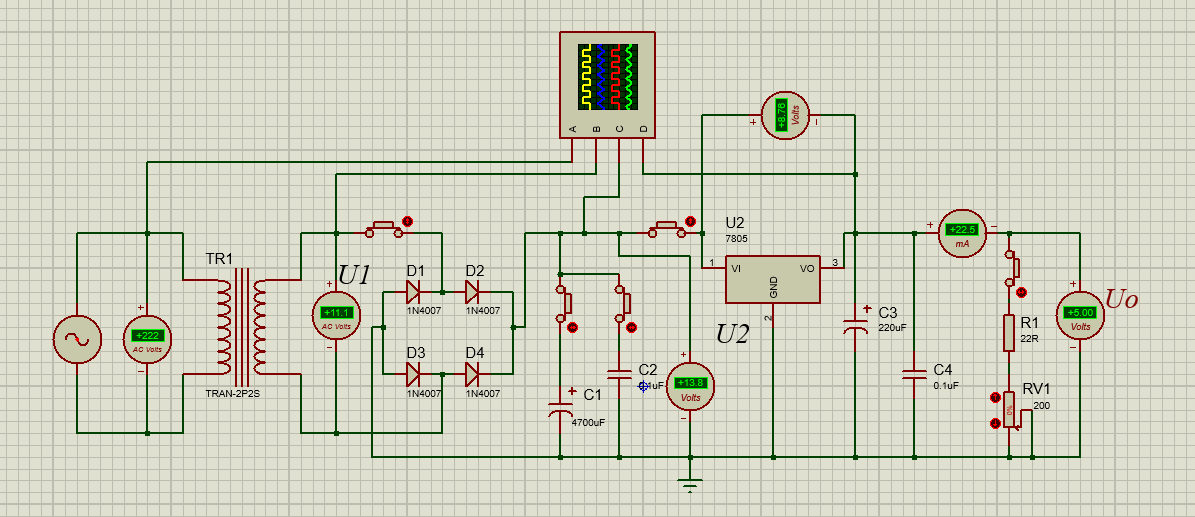 A B C D
+8.76
Volts
+ −
U2
7805
1 VI VO 3
GND
2
+ +22.5 −
mA
TR1
TRAN-2P2S
+
+222
AC Volts
−
U1
+
+11.1
AC Volts
−
D1
1N4007
D2
1N4007
D3
1N4007
D4
1N4007
C1
4700uF
C2
U2
+
+13.8
Volts
−
C3
220uF
C4
0.1uF
R1
22R
RV1
200
0%
Uo
+
+5.00
Volts
−